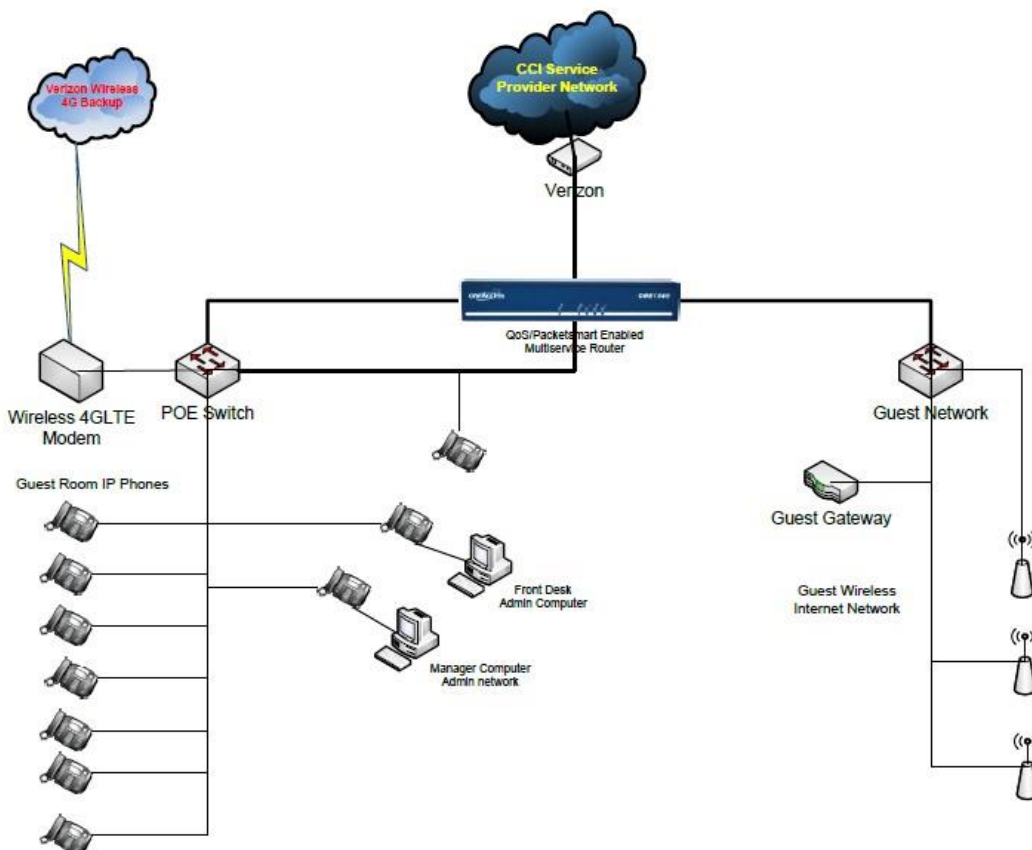 CCI Service
Provider Network
Verizon Wireless
4G Backup
Verizon
oneAccess
QoS/Packetsmart Enabled
Multiservice Router
Wireless 4GLTE
Modem
POE Switch
Guest Network
Guest Room IP Phones
Guest Gateway
Front Desk
Admin Computer
Guest Wireless
Internet Network
Manager Computer
Admin network